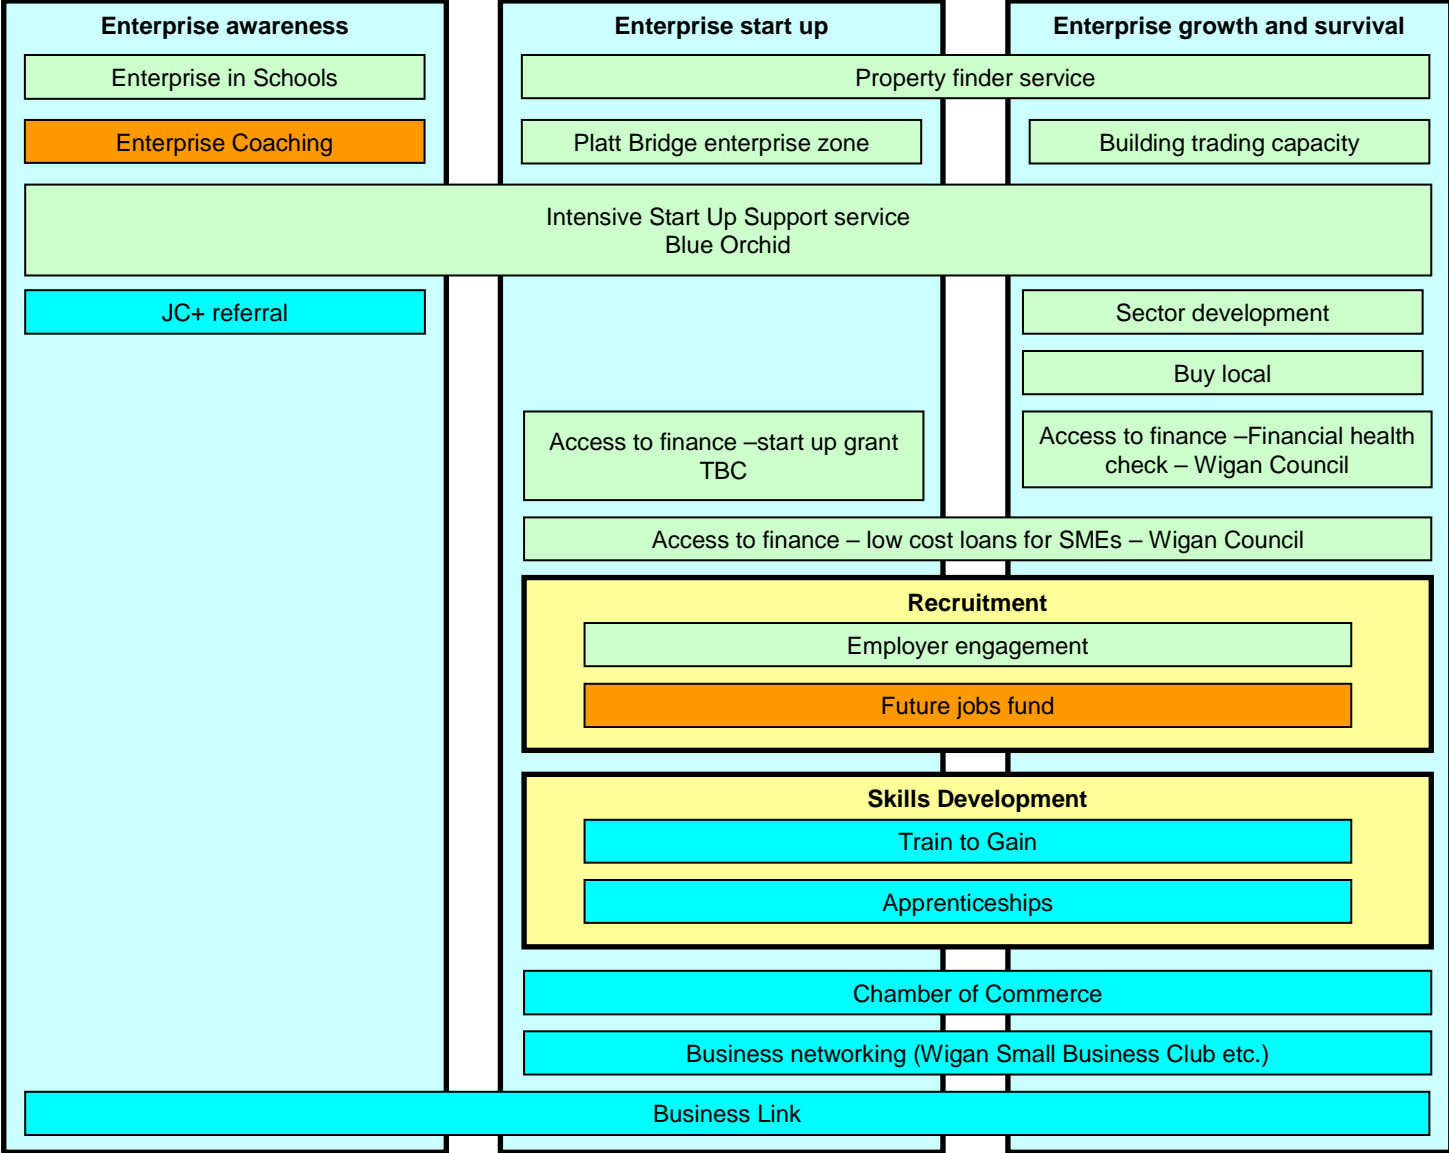 Enterprise awareness
Enterprise start up
Enterprise growth and survival
Enterprise in Schools
Property finder service
Enterprise Coaching
Platt Bridge enterprise zone
Building trading capacity
Intensive Start Up Support service
Blue Orchid
JC+ referral
Sector development
Buy local
Access to finance –start up grant
TBC
Access to finance –Financial health
check – Wigan Council
Access to finance – low cost loans for SMEs – Wigan Council
Recruitment
Employer engagement
Future jobs fund
Skills Development
Train to Gain
Apprenticeships
Chamber of Commerce
Business networking (Wigan Small Business Club etc.)
Business Link